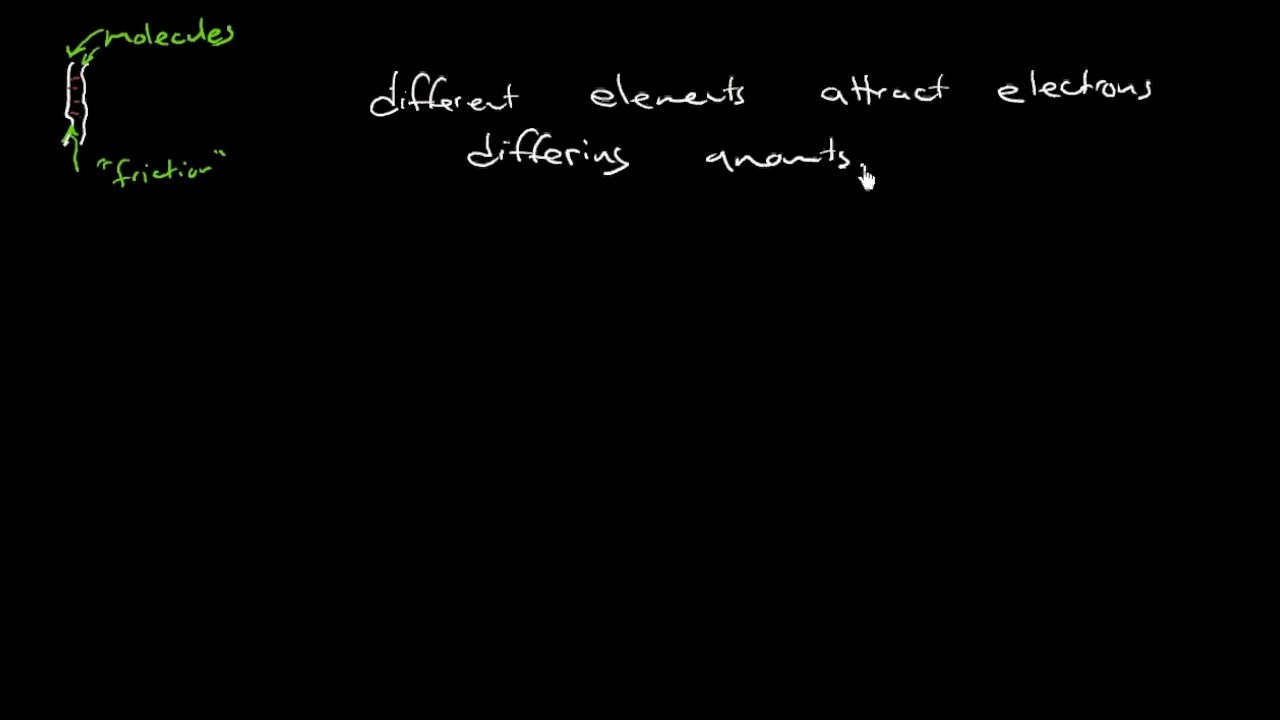 molecules
different elements attract electrons
differing amounts.
"friction"